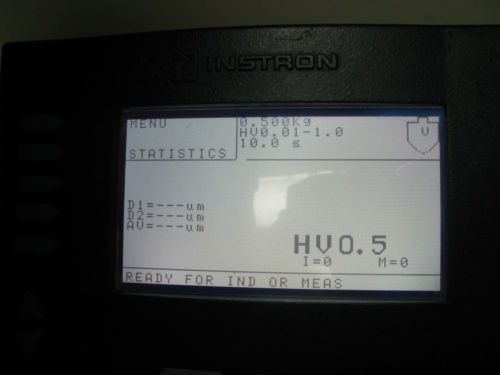 INSTRON
MENU
0.500Kg
HV0.01-1.0
10.0 s
V
STATISTICS
D1=---um
D2=---um
AV=---um
HV0.5
I=0 M=0
READY FOR IND OR MEAS